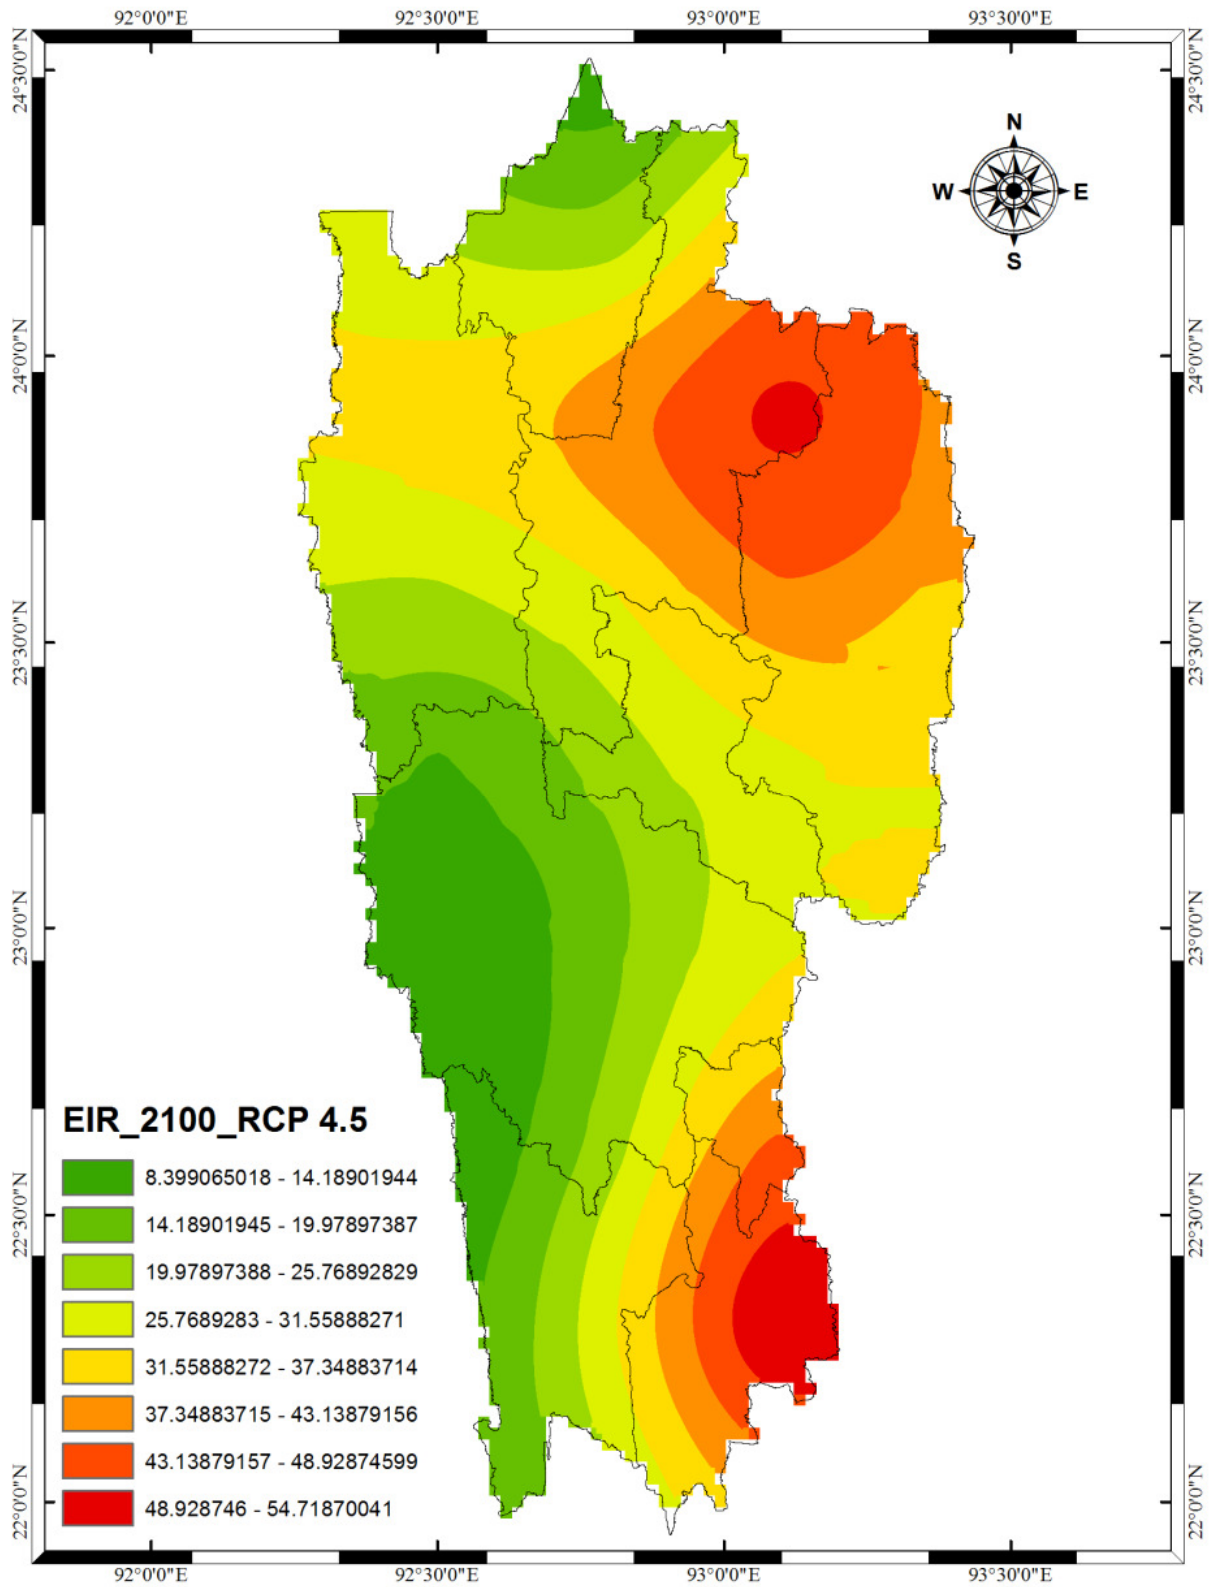 92°0'0"E 92°30'0"E 93°0'0"E 93°30'0"E
24°30'0"N 24°30'0"N
N
W E
S
24°0'0"N 24°0'0"N
23°30'0"N 23°30'0"N
23°0'0"N 23°0'0"N
EIR_2100_RCP 4.5
8.399065018 - 14.18901944
14.18901945 - 19.97897387
22°30'0"N 22°30'0"N
19.97897388 - 25.76892829
25.7689283 - 31.55888271
31.55888272 - 37.34883714
37.34883715 - 43.13879156
43.13879157 - 48.92874599
48.928746 - 54.71870041
22°0'0"N 22°0'0"N
92°0'0"E 92°30'0"E 93°0'0"E 93°30'0"E